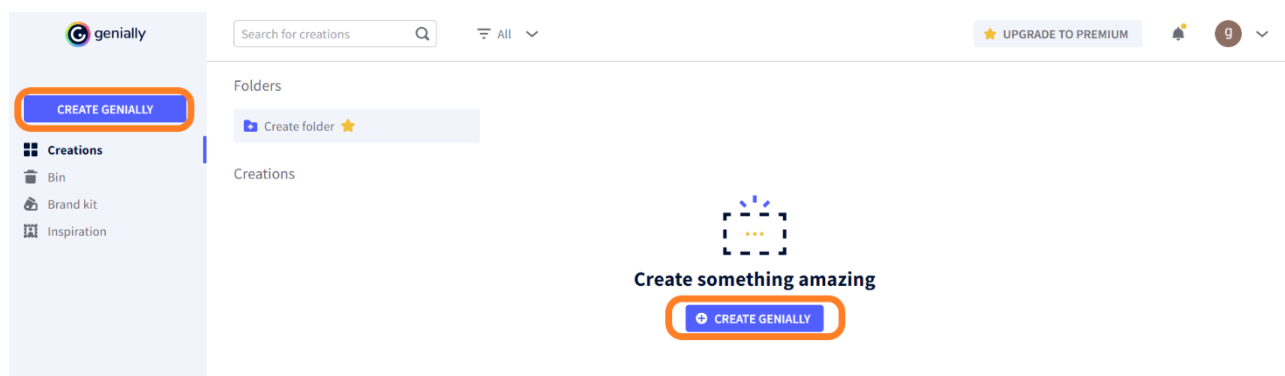 genially
Search for creations
All
UPGRADE TO PREMIUM
g
CREATE GENIALLY
Creations
Bin
Brand kit
Inspiration
Folders
Create folder
Creations
Create something amazing
CREATE GENIALLY